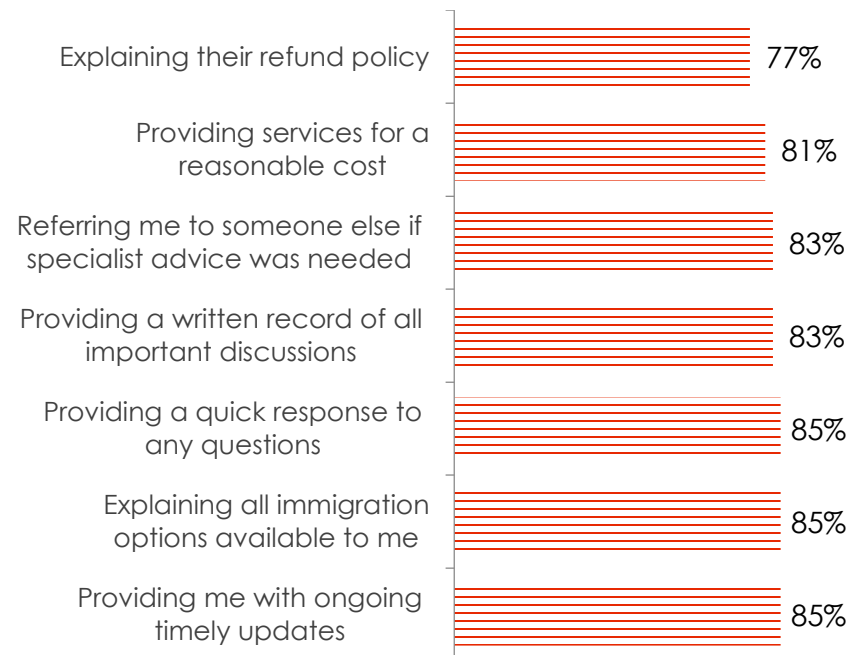 Explaining their refund policy
77%
Providing services for a
reasonable cost
81%
Referring me to someone else if
specialist advice was needed
83%
Providing a written record of all
important discussions
83%
Providing a quick response to
any questions
85%
Explaining all immigration
options available to me
85%
Providing me with ongoing
timely updates
85%